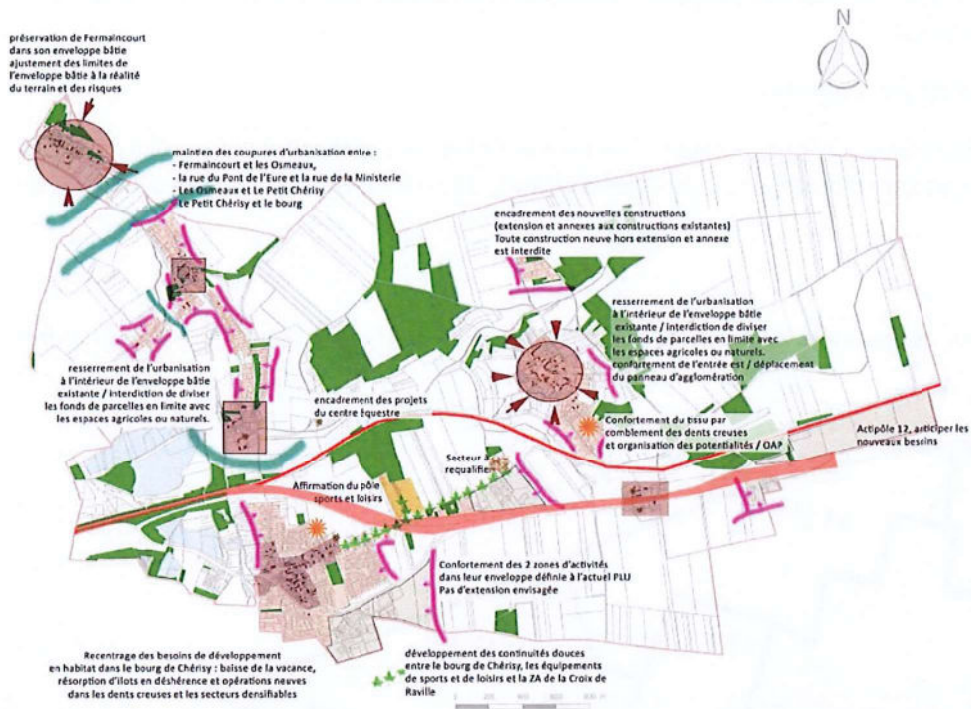 N
préservation de Fermaincourt
dans son enveloppe bâtie
ajustement des limites de
l'enveloppe bâtie à la réalité
du terrain et des risques
maintien des coupures d'urbanisation entre :
- Fermaincourt et les Osmeaux,
- la rue du Pont de l'Eure et la rue de la Ministerie
- Les Osmeaux et Le Petit Chérisy
Le Petit Chérisy et le bourg
encadrement des nouvelles constructions
(extension et annexes aux constructions existantes)
Toute construction neuve hors extension et annexe
est interdite
resserrement de l'urbanisation
à l'intérieur de l'enveloppe bâtie
existante / interdiction de diviser
les fonds de parcelles en limite avec
les espaces agricoles ou naturels.
confortement de l'entrée est / déplacement
du panneau d'agglomération
resserrement de l'urbanisation
à l'intérieur de l'enveloppe bâtie
existante / interdiction de diviser
les fonds de parcelles en limite avec
les espaces agricoles ou naturels.
encadrement des projets
du centre équestre
Confortement du tissu par
comblement des dents creuses
et organisation des potentialités / OAP
Actipôle 12, articiper les
nouveaux besrins
Secteur à
requalifier
Affirmation du pôle
sports et loisirs
Confortement des 2 zones d'activités
dans leur enveloppe définie à l'actuel PLU
Pas d'extension envisagée
Recentrage des besoins de développement
en habitat dans le bourg de Chérisy : baisse de la vacance,
résorption d'îlots en déshérence et opérations neuves
dans les dents creuses et les secteurs densifiables
développement des continuités douces
entre le bourg de Chérisy, les équipements
de sports et de loisirs et la ZA de la Croix de
Raville
0 200 400 600 800 m